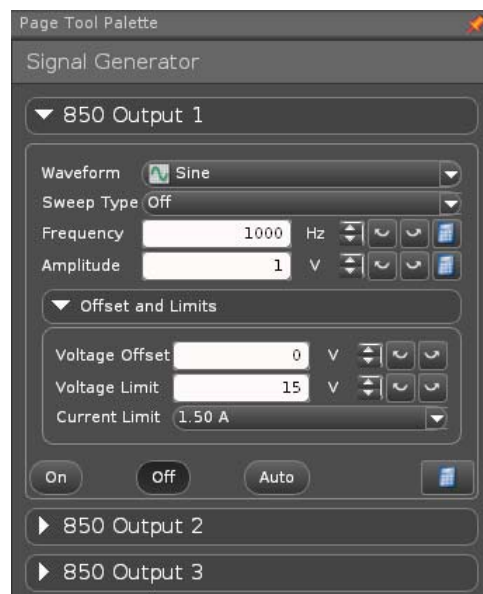 Page Tool Palette
Signal Generator
850 Output 1
Waveform Sine
Sweep Type Off
Frequency 1000 Hz
Amplitude 1 V
Offset and Limits
Voltage Offset 0 V
Voltage Limit 15 V
Current Limit 1.50 A
On Off Auto
850 Output 2
850 Output 3